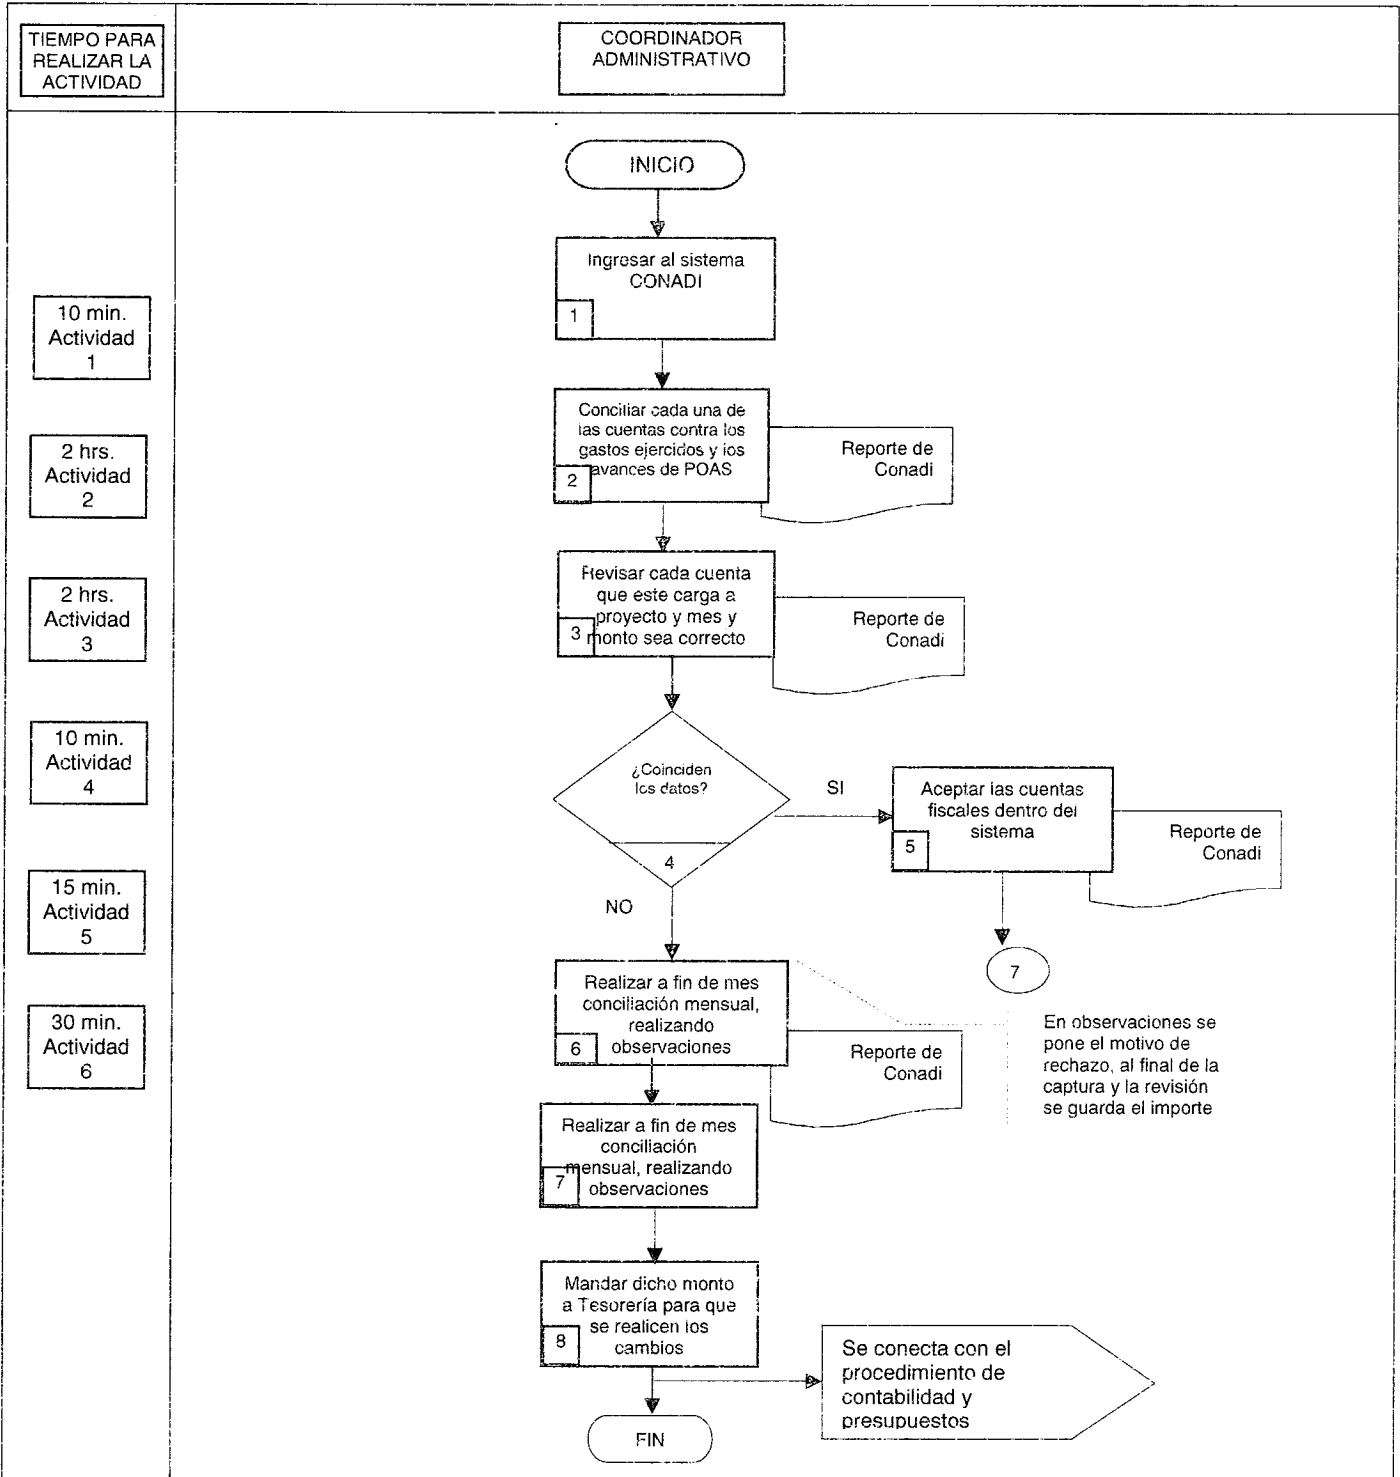 TIEMPO PARA
REALIZAR LA
ACTIVIDAD
COORDINADOR
ADMINISTRATIVO
INICIO
Ingresar al sistema
CONADI
1
10 min.
Actividad
1
Conciliar cada una de
las cuentas contra los
gastos ejercidos y los
avances de POAS
2
Reporte de
Conadi
2 hrs.
Actividad
2
Revisar cada cuenta
que este carga a
proyecto y mes y
monto sea correcto
3
Reporte de
Conadi
2 hrs.
Actividad
3
¿Coinciden
los datos?
4
SI
NO
10 min.
Actividad
4
Aceptar las cuentas
fiscales dentro del
sistema
5
Reporte de
Conadi
7
15 min.
Actividad
5
Realizar a fin de mes
conciliación mensual,
realizando
observaciones
6
Reporte de
Conadi
En observaciones se
pone el motivo de
rechazo, al final de la
captura y la revisión
se guarda el importe
30 min.
Actividad
6
Realizar a fin de mes
conciliación
mensual, realizando
observaciones
7
Mandar dicho monto
a Tesorería para que
se realicen los
cambios
8
Se conecta con el
procedimiento de
contabilidad y
presupuestos
FIN